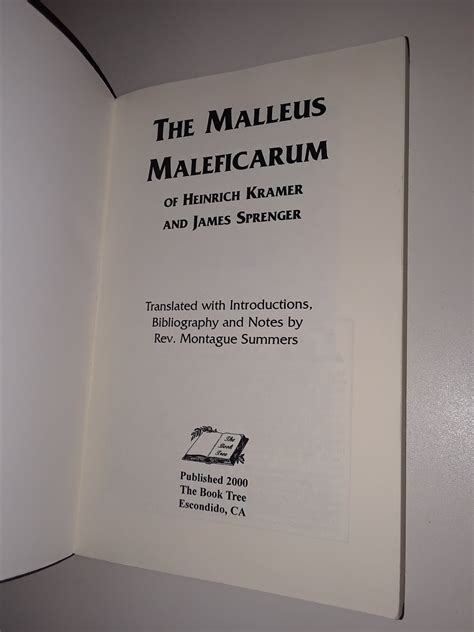 THE MALLEUS
MALEFICARUM
OF HEINRICH KRAMER
AND JAMES SPRENGER
Translated with Introductions,
Bibliography and Notes by
Rev. Montague Summers
The
Book
Tree
Published 2000
The Book Tree
Escondido, CA